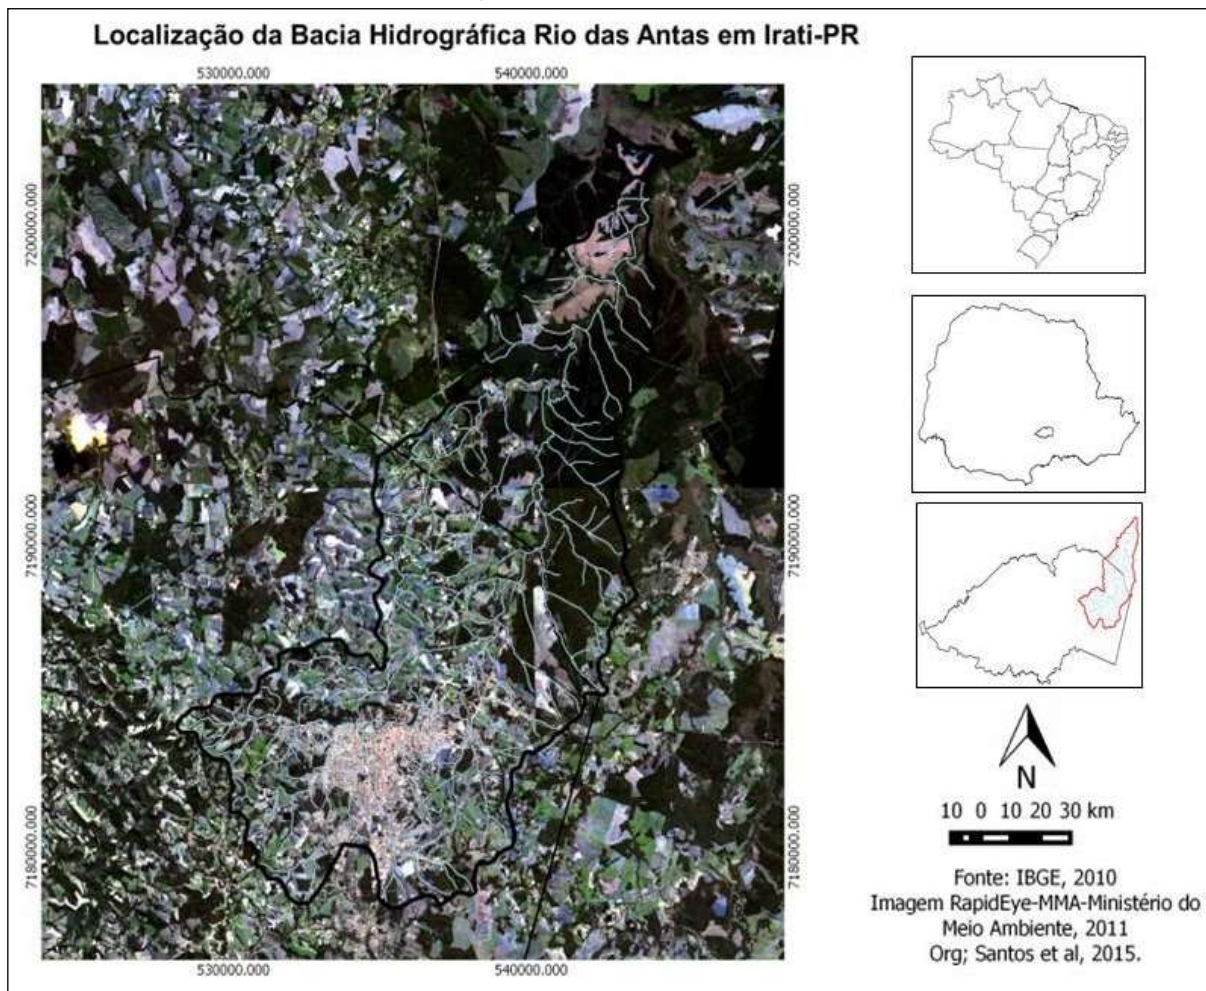 Localização da Bacia Hidrográfica Rio das Antas em Irati-PR
530000.000 540000.000
7200000.000 7200000.000
7190000.000 7190000.000
7180000.000 7180000.000
530000.000 540000.000
N
10 0 10 20 30 km
Fonte: IBGE, 2010
Imagem RapidEye-MMA-Ministério do
Meio Ambiente, 2011
Org; Santos et al, 2015.